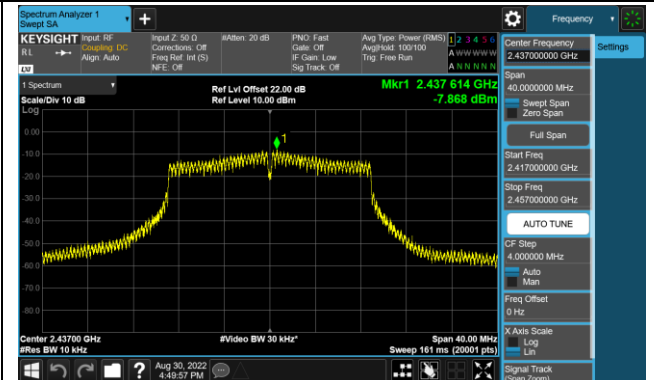 Spectrum Analyzer 1
Swept SA
+
Frequency
KEYSIGHT
RL
LXI
Input: RF
Coupling: DC
Align: Auto
Input Z: 50 Ω
Corrections: Off
Freq Ref: Int (S)
NFE: Off
#Atten: 20 dB
PNO: Fast
Gate: Off
IF Gain: Low
Sig Track: Off
Avg Type: Power (RMS)
Avg|Hold: 100/100
Trig: Free Run
1 2 3 4 5 6
A W W W W W
A N N N N N
1 Spectrum
Scale/Div 10 dB
Ref Lvl Offset 22.00 dB
Ref Level 10.00 dBm
Mkr1 2.437 614 GHz
-7.868 dBm
Log
0.00
-10.0
-20.0
-30.0
-40.0
-50.0
-60.0
-70.0
-80.0
1
Center 2.43700 GHz
#Res BW 10 kHz
#Video BW 30 kHz*
Span 40.00 MHz
Sweep 161 ms (20001 pts)
?
Aug 30, 2022
4:49:57 PM
Center Frequency
2.437000000 GHz
Span
40.0000000 MHz
Swept Span
Zero Span
Full Span
Start Freq
2.417000000 GHz
Stop Freq
2.457000000 GHz
AUTO TUNE
CF Step
4.000000 MHz
Auto
Man
Freq Offset
0 Hz
X Axis Scale
Log
Lin
Signal Track
(Span Zoom)
Settings